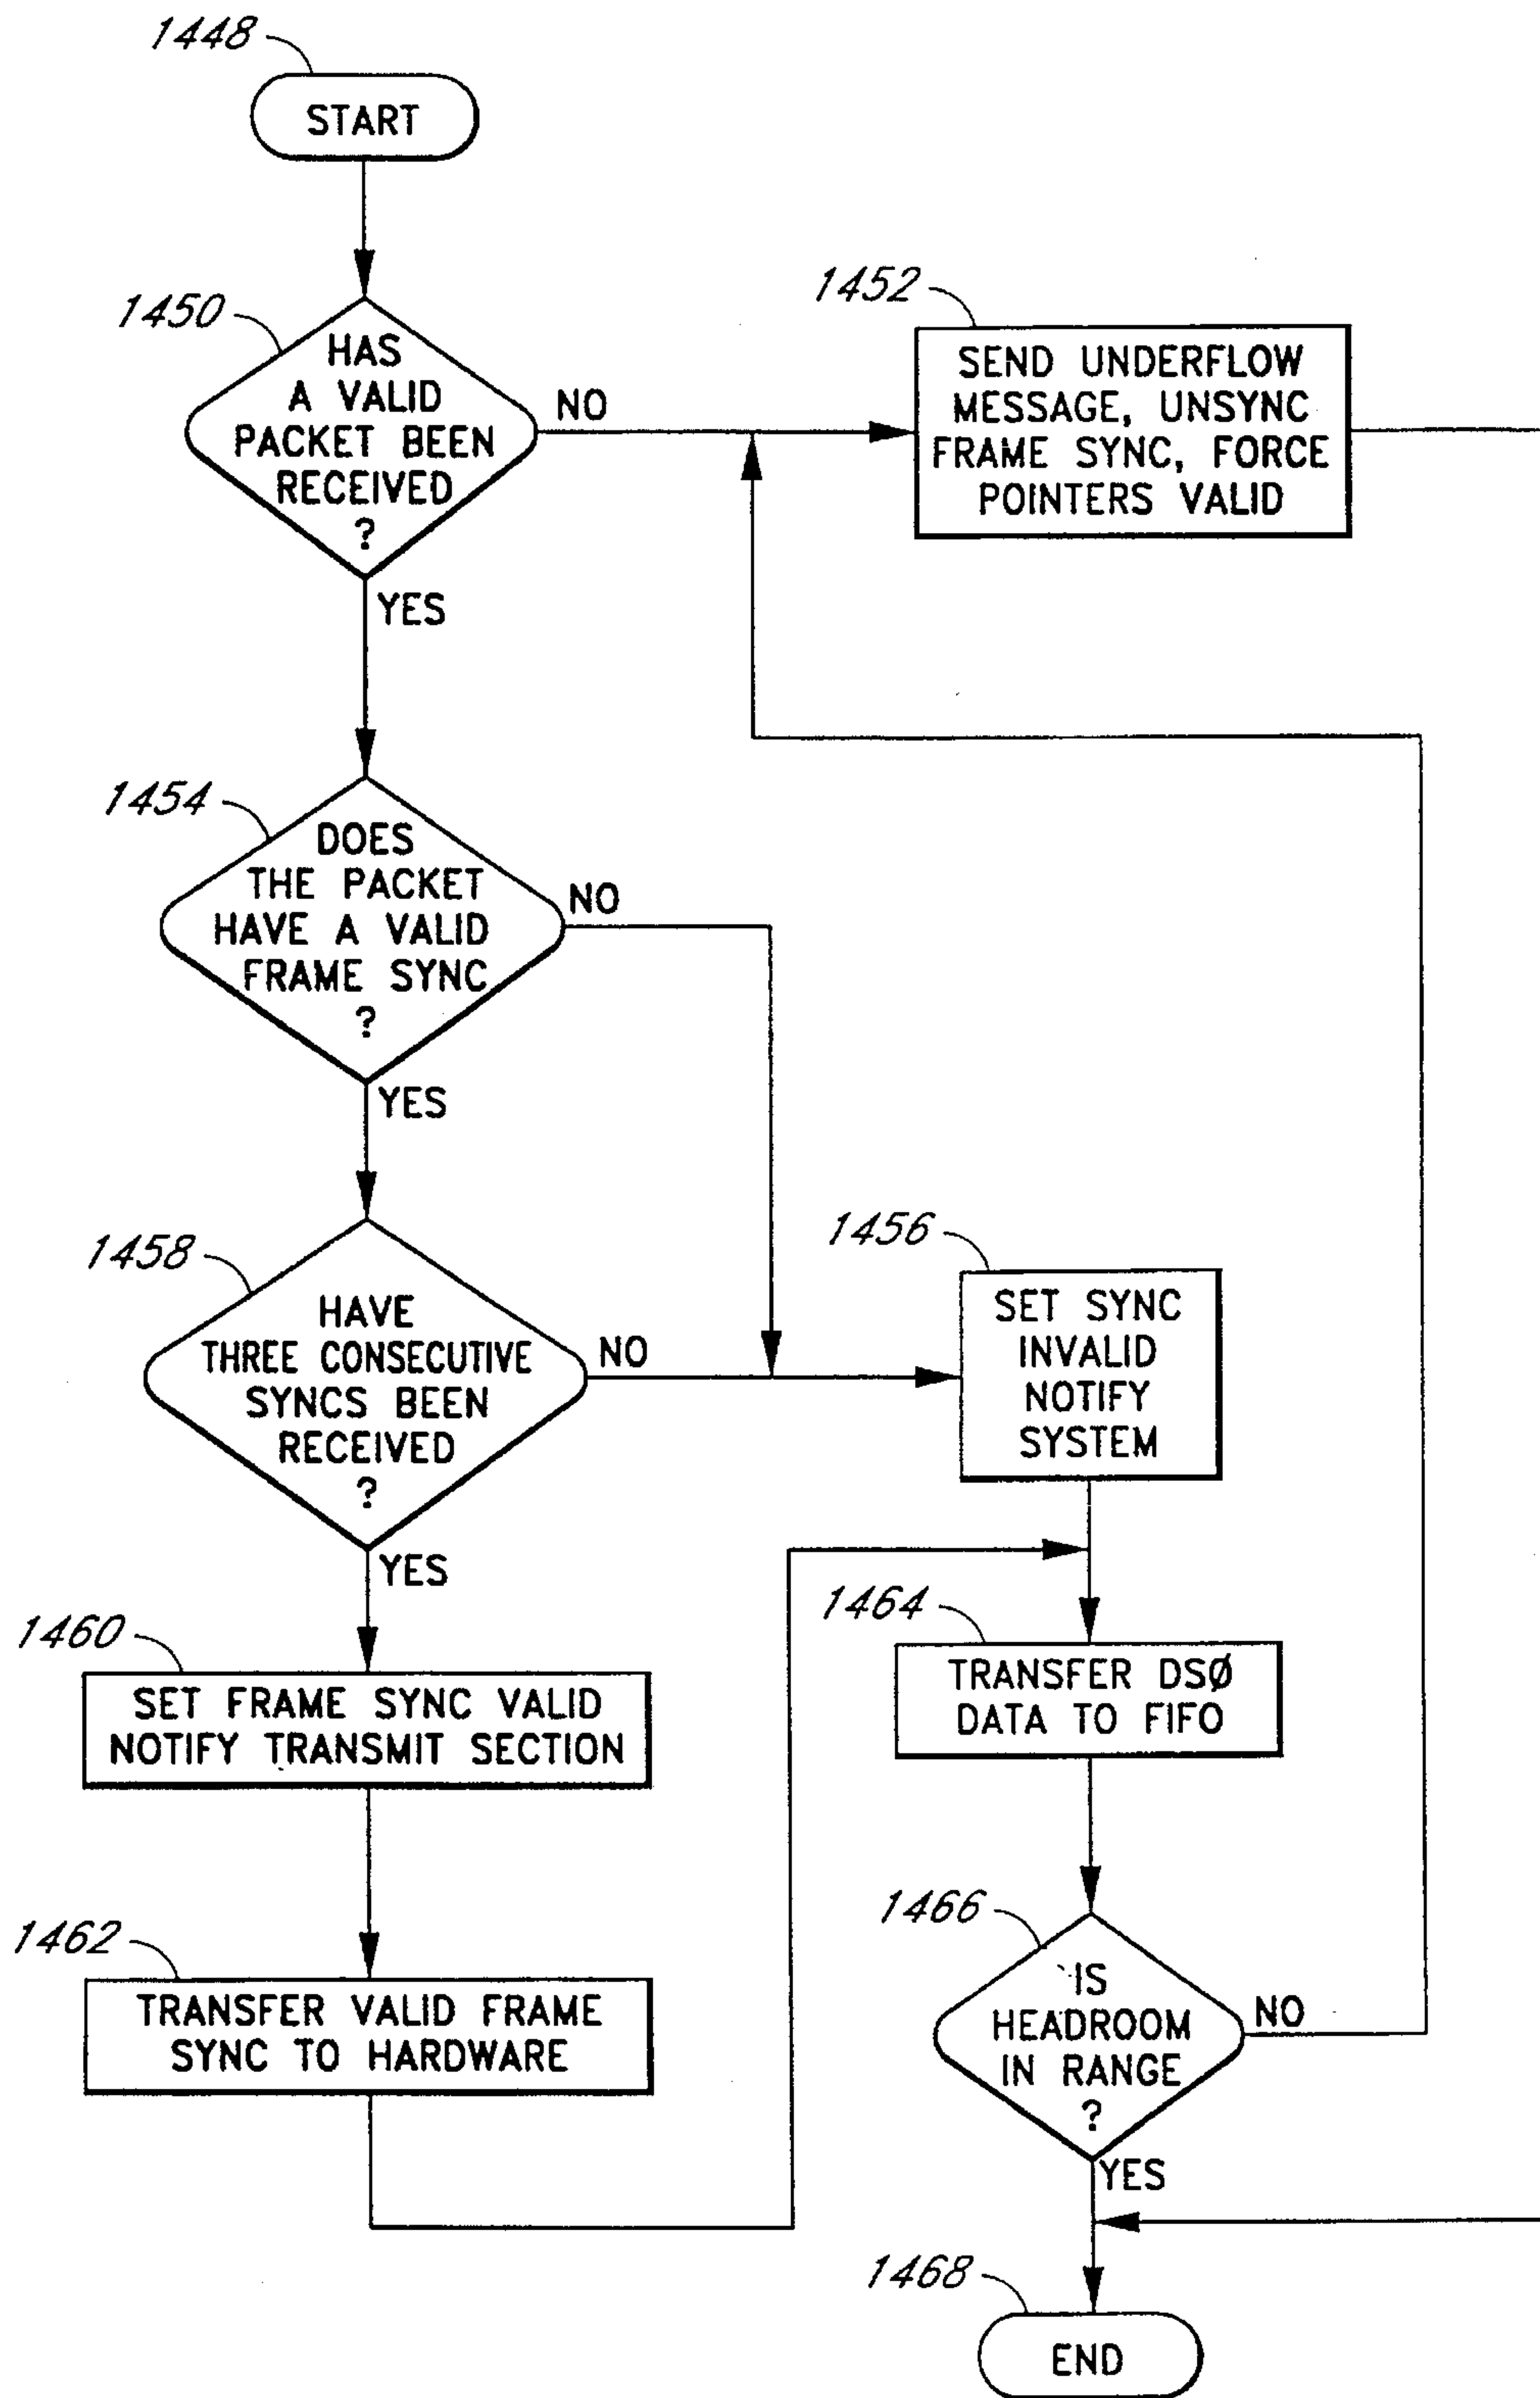 1448
START
1450
HAS
A VALID
PACKET BEEN
RECEIVED
?
NO
YES
1452
SEND UNDERFLOW
MESSAGE, UNSYNC
FRAME SYNC, FORCE
POINTERS VALID
1454
DOES
THE PACKET
HAVE A VALID
FRAME SYNC
?
NO
YES
1458
HAVE
THREE CONSECUTIVE
SYNCS BEEN
RECEIVED
?
NO
YES
1456
SET SYNC
INVALID
NOTIFY
SYSTEM
1460
SET FRAME SYNC VALID
NOTIFY TRANSMIT SECTION
1462
TRANSFER VALID FRAME
SYNC TO HARDWARE
1464
TRANSFER DSØ
DATA TO FIFO
1466
IS
HEADROOM
IN RANGE
?
NO
YES
1468
END